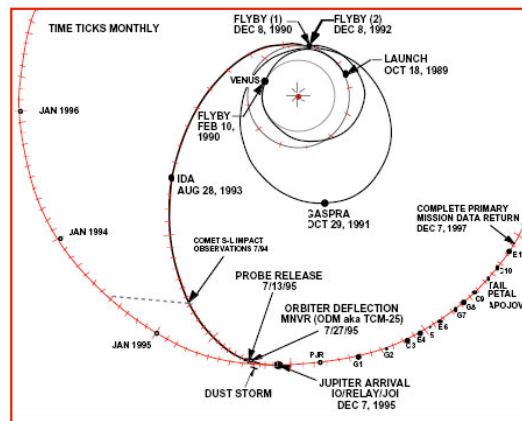 TIME TICKS MONTHLY
FLYBY (1)
DEC 8, 1990
FLYBY (2)
DEC 8, 1992
LAUNCH
OCT 18, 1989
VENUS
FLYBY
FEB 10,
1990
JAN 1996
IDA
AUG 28, 1993
GASPRA
OCT 29, 1991
COMPLETE PRIMARY
MISSION DATA RETURN
DEC 7, 1997
JAN 1994
COMET S-L IMPACT
OBSERVATIONS 7/94
E1
C10
TAIL
PETAL
APOJOV
C9
G8
G7
E6
5
E4
C3
G2
G1
PJR
PROBE RELEASE
7/13/95
ORBITER DEFLECTION
MNVR (ODM aka TCM-25)
7/27/95
JAN 1995
DUST STORM
JUPITER ARRIVAL
IO/RELAY/JOI
DEC 7, 1995